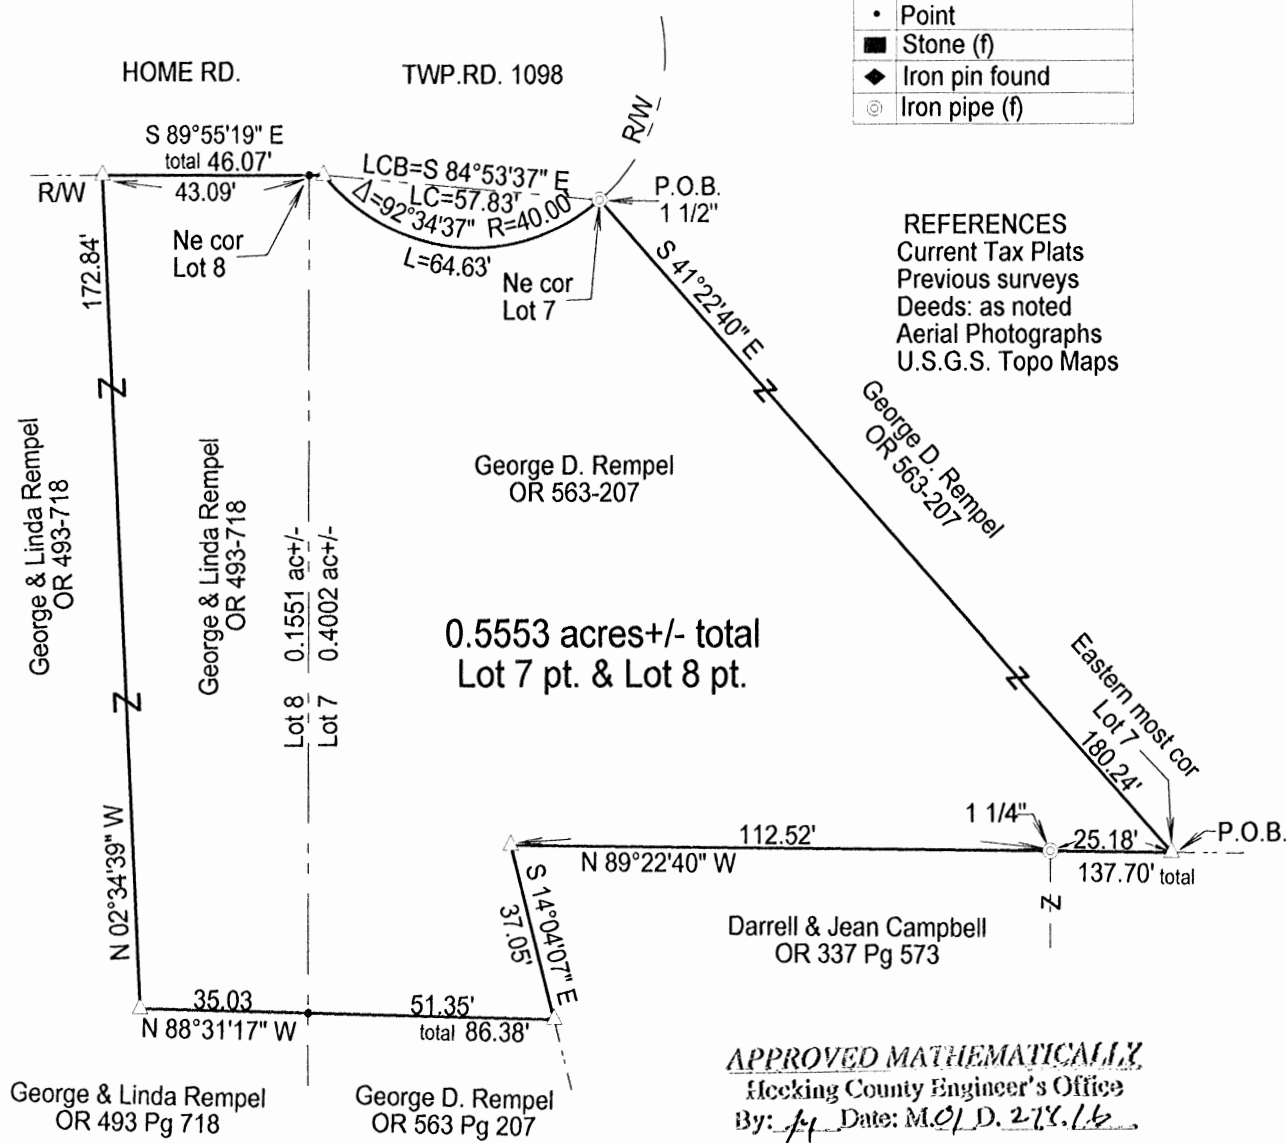 Point
Stone (f)
Iron pin found
Iron pipe (f)
HOME RD.
TWP.RD. 1098
R/W
S 89°55'19" E
total 46.07'
43.09'
R/W
LCB=S 84°53'37" E
LC=57.83'
Δ=92°34'37" R=40.00'
L=64.63'
P.O.B.
1 1/2"
Ne cor
Lot 8
Ne cor
Lot 7
172.84'
S 41°22'40" E
REFERENCES
Current Tax Plats
Previous surveys
Deeds: as noted
Aerial Photographs
U.S.G.S. Topo Maps
George & Linda Rempel
OR 493-718
George & Linda Rempel
OR 493-718
George D. Rempel
OR 563-207
George D. Rempel
OR 563-207
Lot 8 0.1551 ac+/-
Lot 7 0.4002 ac+/-
0.5553 acres+/- total
Lot 7 pt. & Lot 8 pt.
Eastern most cor
Lot 7
180.24'
N 02°34'39" W
1 1/4"
112.52'
25.18'
P.O.B.
N 89°22'40" W
137.70' total
S 14°04'07" E
37.05'
Darrell & Jean Campbell
OR 337 Pg 573
35.03
51.35'
N 88°31'17" W
total 86.38'
George & Linda Rempel
OR 493 Pg 718
George D. Rempel
OR 563 Pg 207
APPROVED MATHEMATICALLY
Hocking County Engineer's Office
By: Date: M.01 D. 27 Y.16